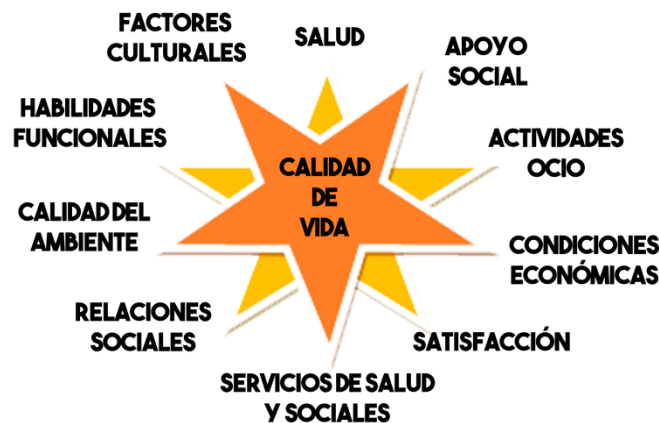 FACTORES
CULTURALES
SALUD
APOYO
SOCIAL
HABILIDADES
FUNCIONALES
ACTIVIDADES
OCIO
CALIDAD
DE
VIDA
CALIDAD DEL
AMBIENTE
CONDICIONES
ECONÓMICAS
RELACIONES
SOCIALES
SATISFACCIÓN
SERVICIOS DE SALUD
Y SOCIALES